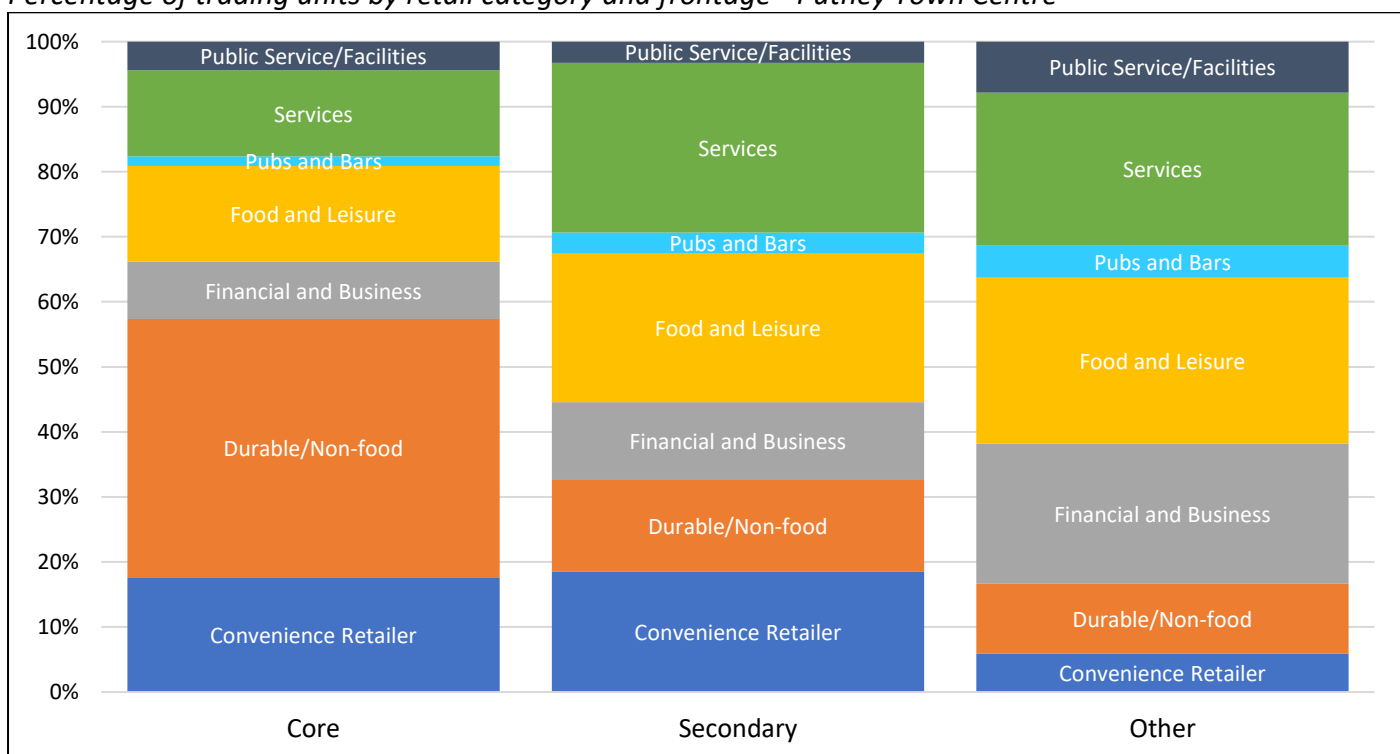 Percentage of trading units by retail category and frontage - Putney Town Centre
100%
90%
80%
70%
60%
50%
40%
30%
20%
10%
0%
Public Service/Facilities
Services
Pubs and Bars
Food and Leisure
Financial and Business
Durable/Non-food
Convenience Retailer
Public Service/Facilities
Services
Pubs and Bars
Food and Leisure
Financial and Business
Durable/Non-food
Convenience Retailer
Public Service/Facilities
Services
Pubs and Bars
Food and Leisure
Financial and Business
Durable/Non-food
Convenience Retailer
Core
Secondary
Other